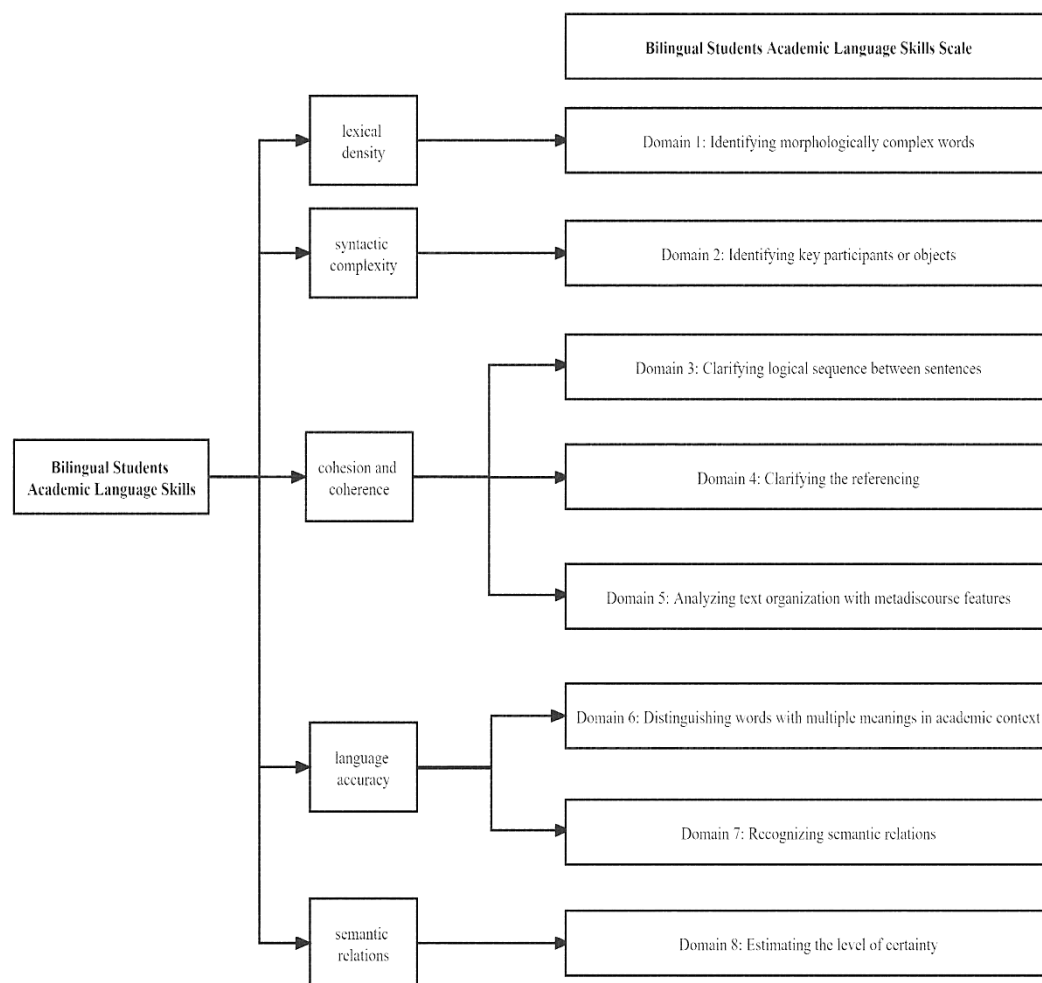 Bilingual Students Academic Language Skills Scale
lexical
density
Domain 1: Identifying morphologically complex words
syntactic
complexity
Domain 2: Identifying key participants or objects
Domain 3: Clarifying logical sequence between sentences
Bilingual Students
Academic Language Skills
cohesion and
coherence
Domain 4: Clarifying the referencing
Domain 5: Analyzing text organization with metadiscourse features
Domain 6: Distinguishing words with multiple meanings in academic context
language
accuracy
Domain 7: Recognizing semantic relations
semantic
relations
Domain 8: Estimating the level of certainty